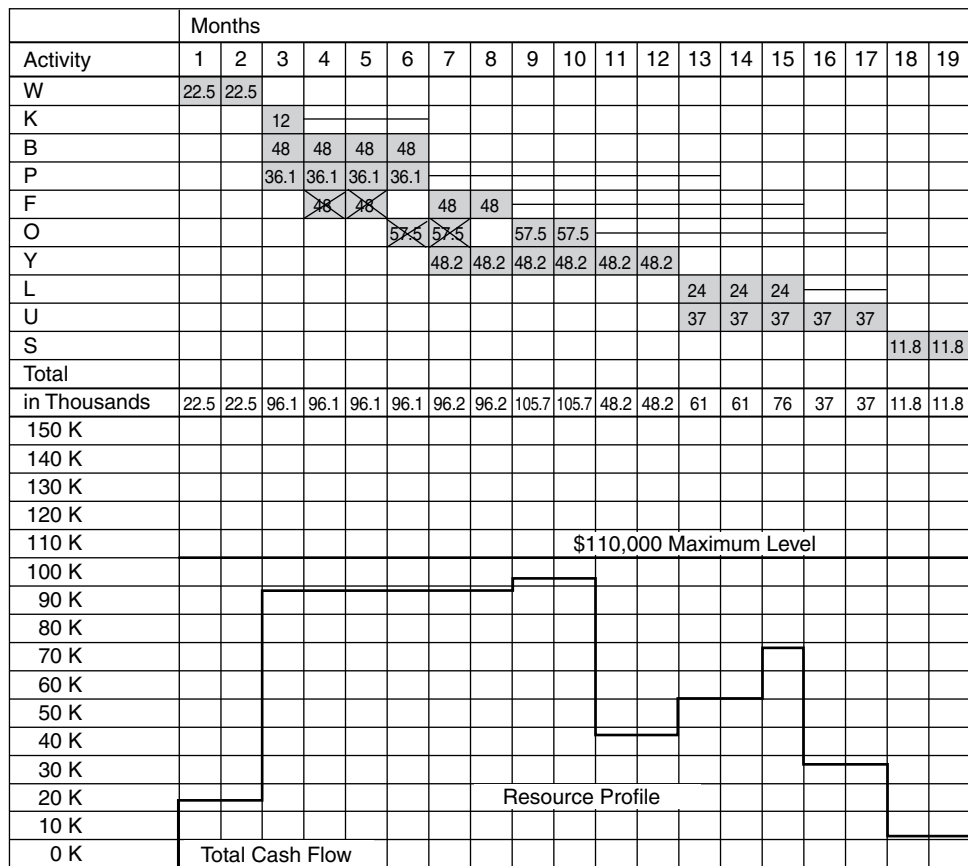 Months
Activity 1 2 3 4 5 6 7 8 9 10 11 12 13 14 15 16 17 18 19
W 22.5 22.5
K 12
B 48 48 48 48
P 36.1 36.1 36.1 36.1
F 48 48 48 48
O 57.5 57.5 57.5 57.5
Y 48.2 48.2 48.2 48.2 48.2 48.2
L 24 24 24
U 37 37 37 37 37
S 11.8 11.8
Total
in Thousands 22.5 22.5 96.1 96.1 96.1 96.1 96.2 96.2 105.7 105.7 48.2 48.2 61 61 76 37 37 11.8 11.8
150 K
140 K
130 K
120 K
110 K $110,000 Maximum Level
100 K
90 K
80 K
70 K
60 K
50 K
40 K
30 K
20 K Resource Profile
10 K
0 K Total Cash Flow